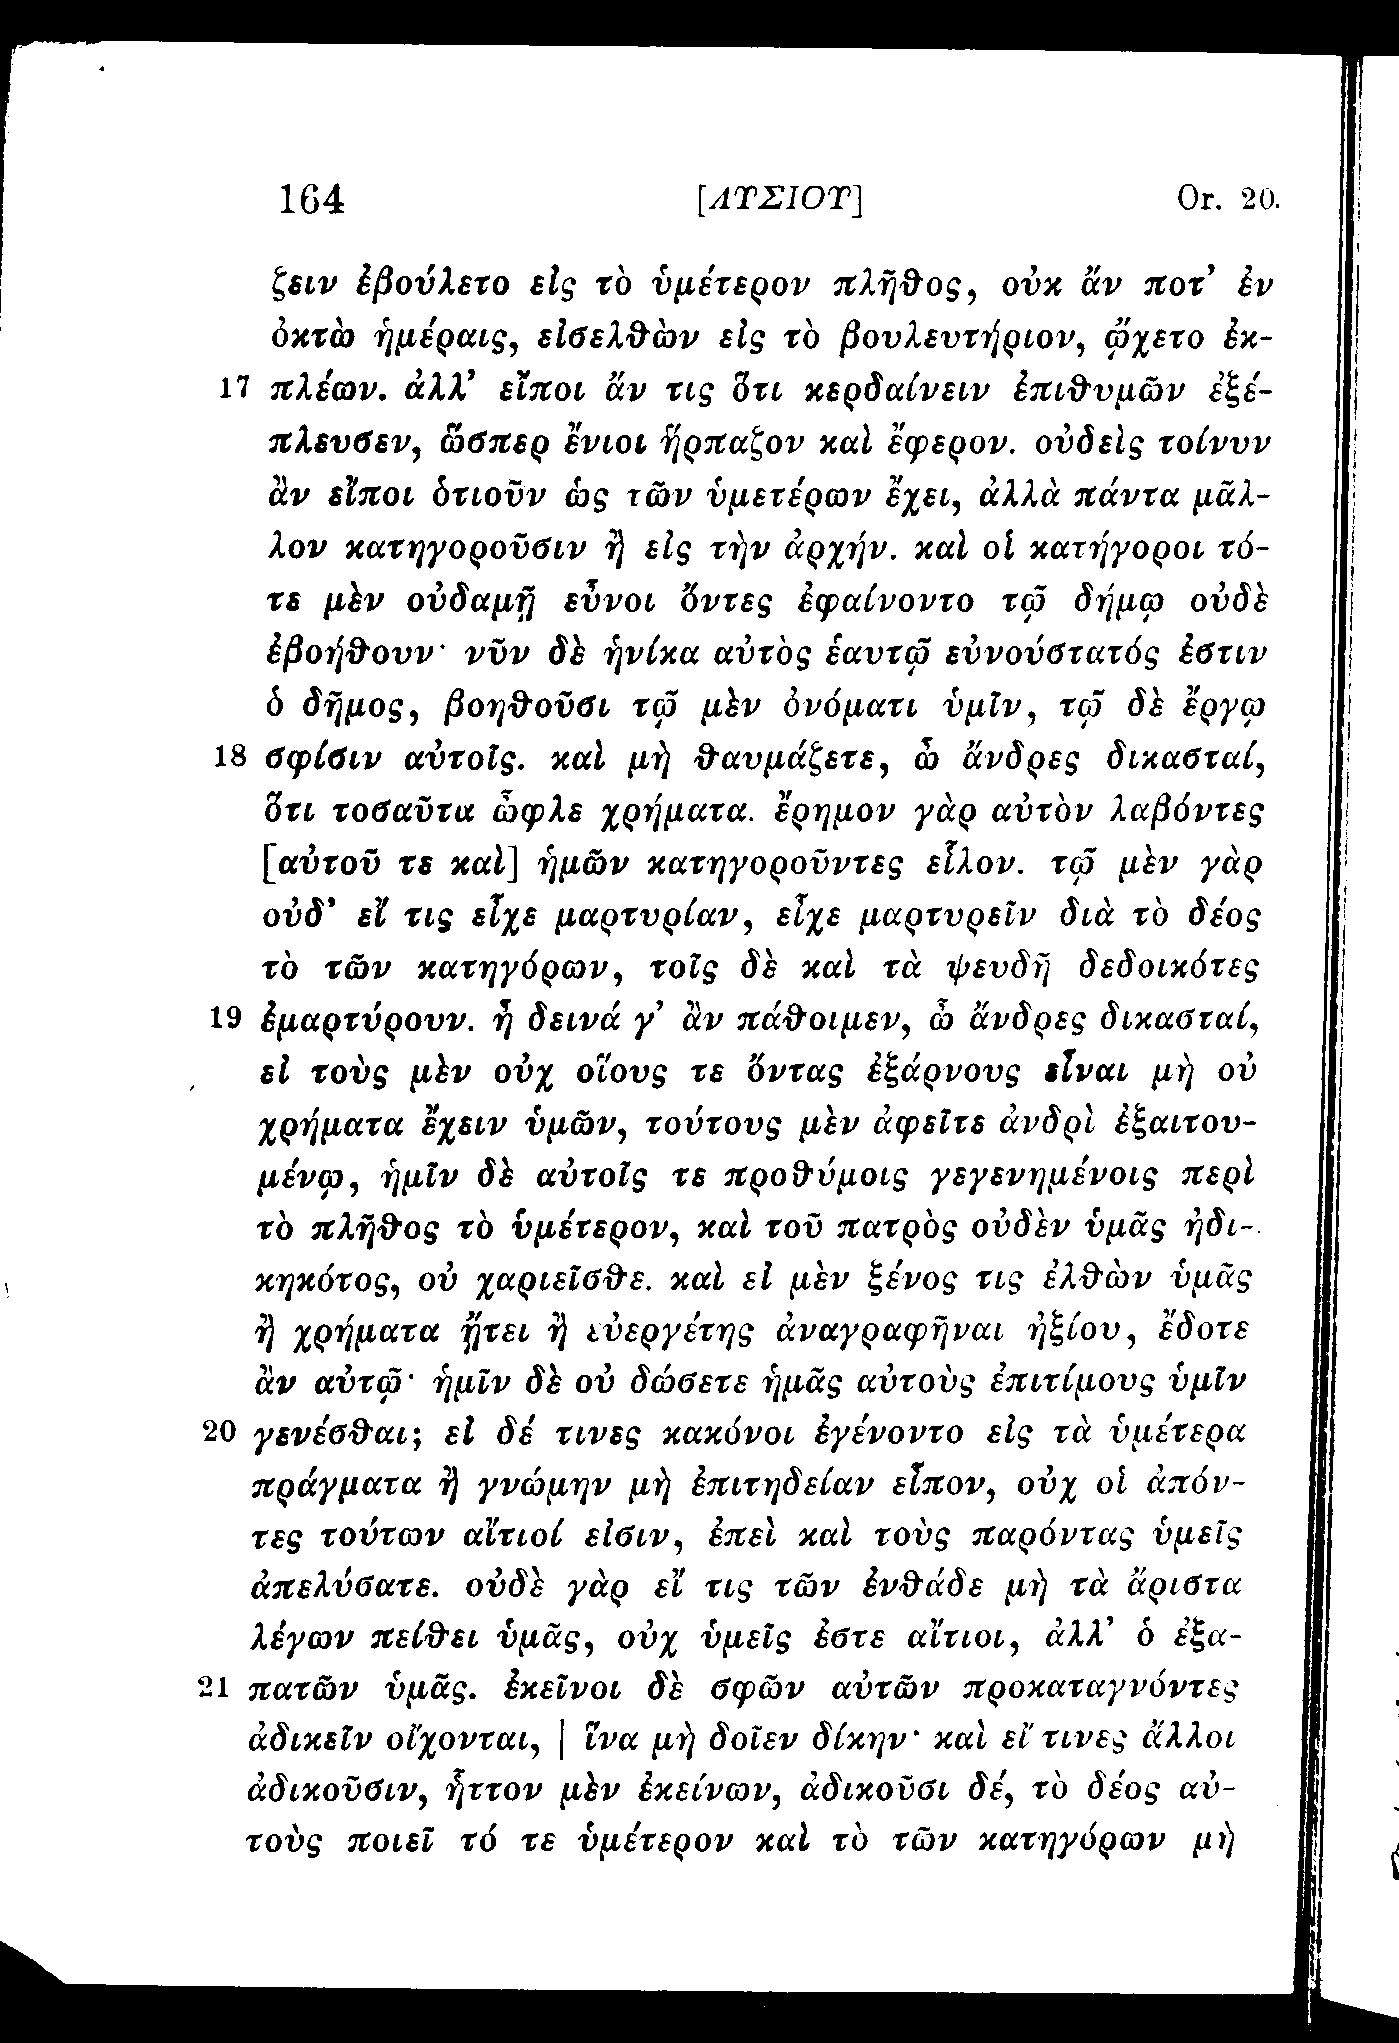 164 [ΛΥΣΙΟΥ] Or. 20.
ζειν ἐβούλετο εἰς τὸ ὑμέτερον πλῆθος, οὐκ ἄν ποτ’ ἐν
ὀκτὼ ἡμέραις, εἰσελθὼν εἰς τὸ βουλευτήριον, ᾤχετο ἐκ-
17 πλέων. ἀλλ’ εἴποι ἄν τις ὅτι κερδαίνειν ἐπιθυμῶν ἐξέ-
πλευσεν, ὥσπερ ἔνιοι ἥρπαζον καὶ ἔφερον. οὐδεὶς τοίνυν
ἂν εἴποι ὁτιοῦν ὡς τῶν ὑμετέρων ἔχει, ἀλλὰ πάντα μᾶλ-
λον κατηγοροῦσιν ἢ εἰς τὴν ἀρχήν. καὶ οἱ κατήγοροι τό-
τε μὲν οὐδαμῇ εὖνοι ὄντες ἐφαίνοντο τῷ δήμῳ οὐδὲ
ἐβοήθουν· νῦν δὲ ἡνίκα αὐτὸς ἑαυτῷ εὐνούστατός ἐστιν
ὁ δῆμος, βοηθοῦσι τῷ μὲν ὀνόματι ὑμῖν, τῷ δὲ ἔργῳ
18 σφίσιν αὐτοῖς. καὶ μὴ θαυμάζετε, ὦ ἄνδρες δικασταί,
ὅτι τοσαῦτα ὦφλε χρήματα. ἔρημον γὰρ αὐτὸν λαβόντες
[αὐτοῦ τε καὶ] ἡμῶν κατηγοροῦντες εἷλον. τῷ μὲν γὰρ
οὐδ’ εἴ τις εἶχε μαρτυρίαν, εἶχε μαρτυρεῖν διὰ τὸ δέος
τὸ τῶν κατηγόρων, τοῖς δὲ καὶ τὰ ψευδῆ δεδοικότες
19 ἐμαρτύρουν. ἦ δεινά γ’ ἂν πάθοιμεν, ὦ ἄνδρες δικασταί,
εἰ τοὺς μὲν οὐχ οἵους τε ὄντας ἐξάρνους εἶναι μὴ οὐ
χρήματα ἔχειν ὑμῶν, τούτους μὲν ἀφεῖτε ἀνδρὶ ἐξαιτου-
μένῳ, ἡμῖν δὲ αὐτοῖς τε προθύμοις γεγενημένοις περὶ
τὸ πλῆθος τὸ ὑμέτερον, καὶ τοῦ πατρὸς οὐδὲν ὑμᾶς ἠδι-
κηκότος, οὐ χαριεῖσθε. καὶ εἰ μὲν ξένος τις ἐλθὼν ὑμᾶς
ἢ χρήματα ᾔτει ἢ εὐεργέτης ἀναγραφῆναι ἠξίου, ἔδοτε
ἂν αὐτῷ· ἡμῖν δὲ οὐ δώσετε ἡμᾶς αὐτοὺς ἐπιτίμους ὑμῖν
20 γενέσθαι; εἰ δέ τινες κακόνοι ἐγένοντο εἰς τὰ ὑμέτερα
πράγματα ἢ γνώμην μὴ ἐπιτηδείαν εἶπον, οὐχ οἱ ἀπόν-
τες τούτων αἴτιοί εἰσιν, ἐπεὶ καὶ τοὺς παρόντας ὑμεῖς
ἀπελύσατε. οὐδὲ γὰρ εἴ τις τῶν ἐνθάδε μὴ τὰ ἄριστα
λέγων πείθει ὑμᾶς, οὐχ ὑμεῖς ἐστε αἴτιοι, ἀλλ’ ὁ ἐξα-
21 πατῶν ὑμᾶς. ἐκεῖνοι δὲ σφῶν αὐτῶν προκαταγνόντες
ἀδικεῖν οἴχονται, | ἵνα μὴ δοῖεν δίκην· καὶ εἴ τινες ἄλλοι
ἀδικοῦσιν, ἧττον μὲν ἐκείνων, ἀδικοῦσι δέ, τὸ δέος αὐ-
τοὺς ποιεῖ τό τε ὑμέτερον καὶ τὸ τῶν κατηγόρων μὴ